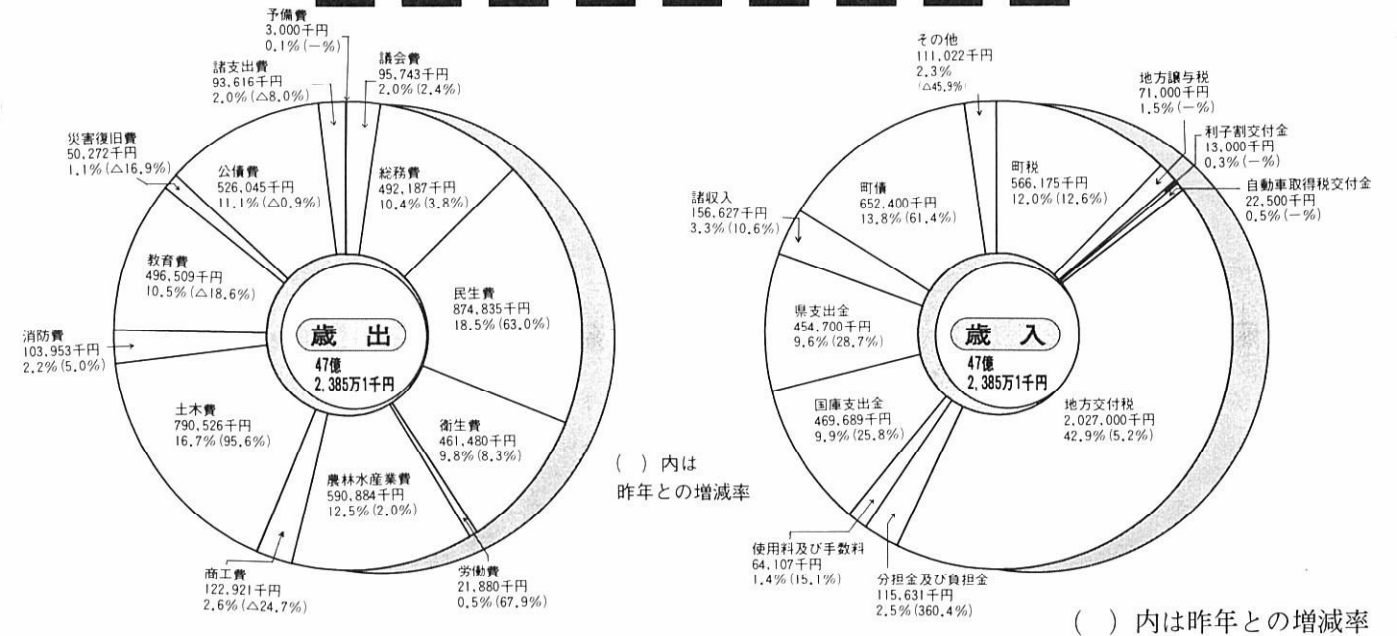 予備費
3,000千円
0.1%(−%)
議会費
95,743千円
2.0%(2.4%)
総務費
492,187千円
10.4%(3.8%)
民生費
874,835千円
18.5%(63.0%)
衛生費
461,480千円
9.8%(8.3%)
労働費
21,880千円
0.5%(67.9%)
農林水産業費
590,884千円
12.5%(2.0%)
商工費
122,921千円
2.6%(△24.7%)
土木費
790,526千円
16.7%(95.6%)
消防費
103,953千円
2.2%(5.0%)
教育費
496,509千円
10.5%(△18.6%)
災害復旧費
50,272千円
1.1%(△16.9%)
公債費
526,045千円
11.1%(△0.9%)
諸支出費
93,616千円
2.0%(△8.0%)
歳出
47億
2,385万1千円
( )内は
昨年との増減率
その他
111,022千円
2.3%
(△45.9%)
町税
566,175千円
12.0%(12.6%)
地方譲与税
71,000千円
1.5%(−%)
利子割交付金
13,000千円
0.3%(−%)
自動車取得税交付金
22,500千円
0.5%(−%)
地方交付税
2,027,000千円
42.9%(5.2%)
分担金及び負担金
115,631千円
2.5%(360.4%)
使用料及び手数料
64,107千円
1.4%(15.1%)
国庫支出金
469,689千円
9.9%(25.8%)
県支出金
454,700千円
9.6%(28.7%)
諸収入
156,627千円
3.3%(10.6%)
町債
652,400千円
13.8%(61.4%)
歳入
47億
2,385万1千円
( )内は昨年との増減率